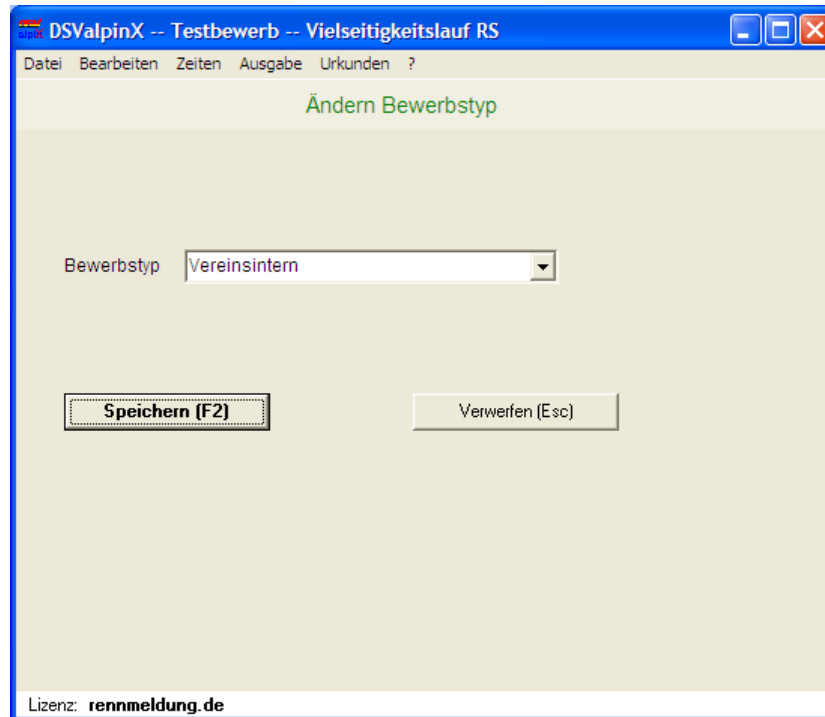 alpin DSValpinX -- Testbewerb -- Vielseitigkeitslauf RS
Datei Bearbeiten Zeiten Ausgabe Urkunden ?
Ändern Bewerbstyp
Bewerbstyp Vereinsintern
Speichern (F2) Verwerfen (Esc)
Lizenz: rennmeldung.de